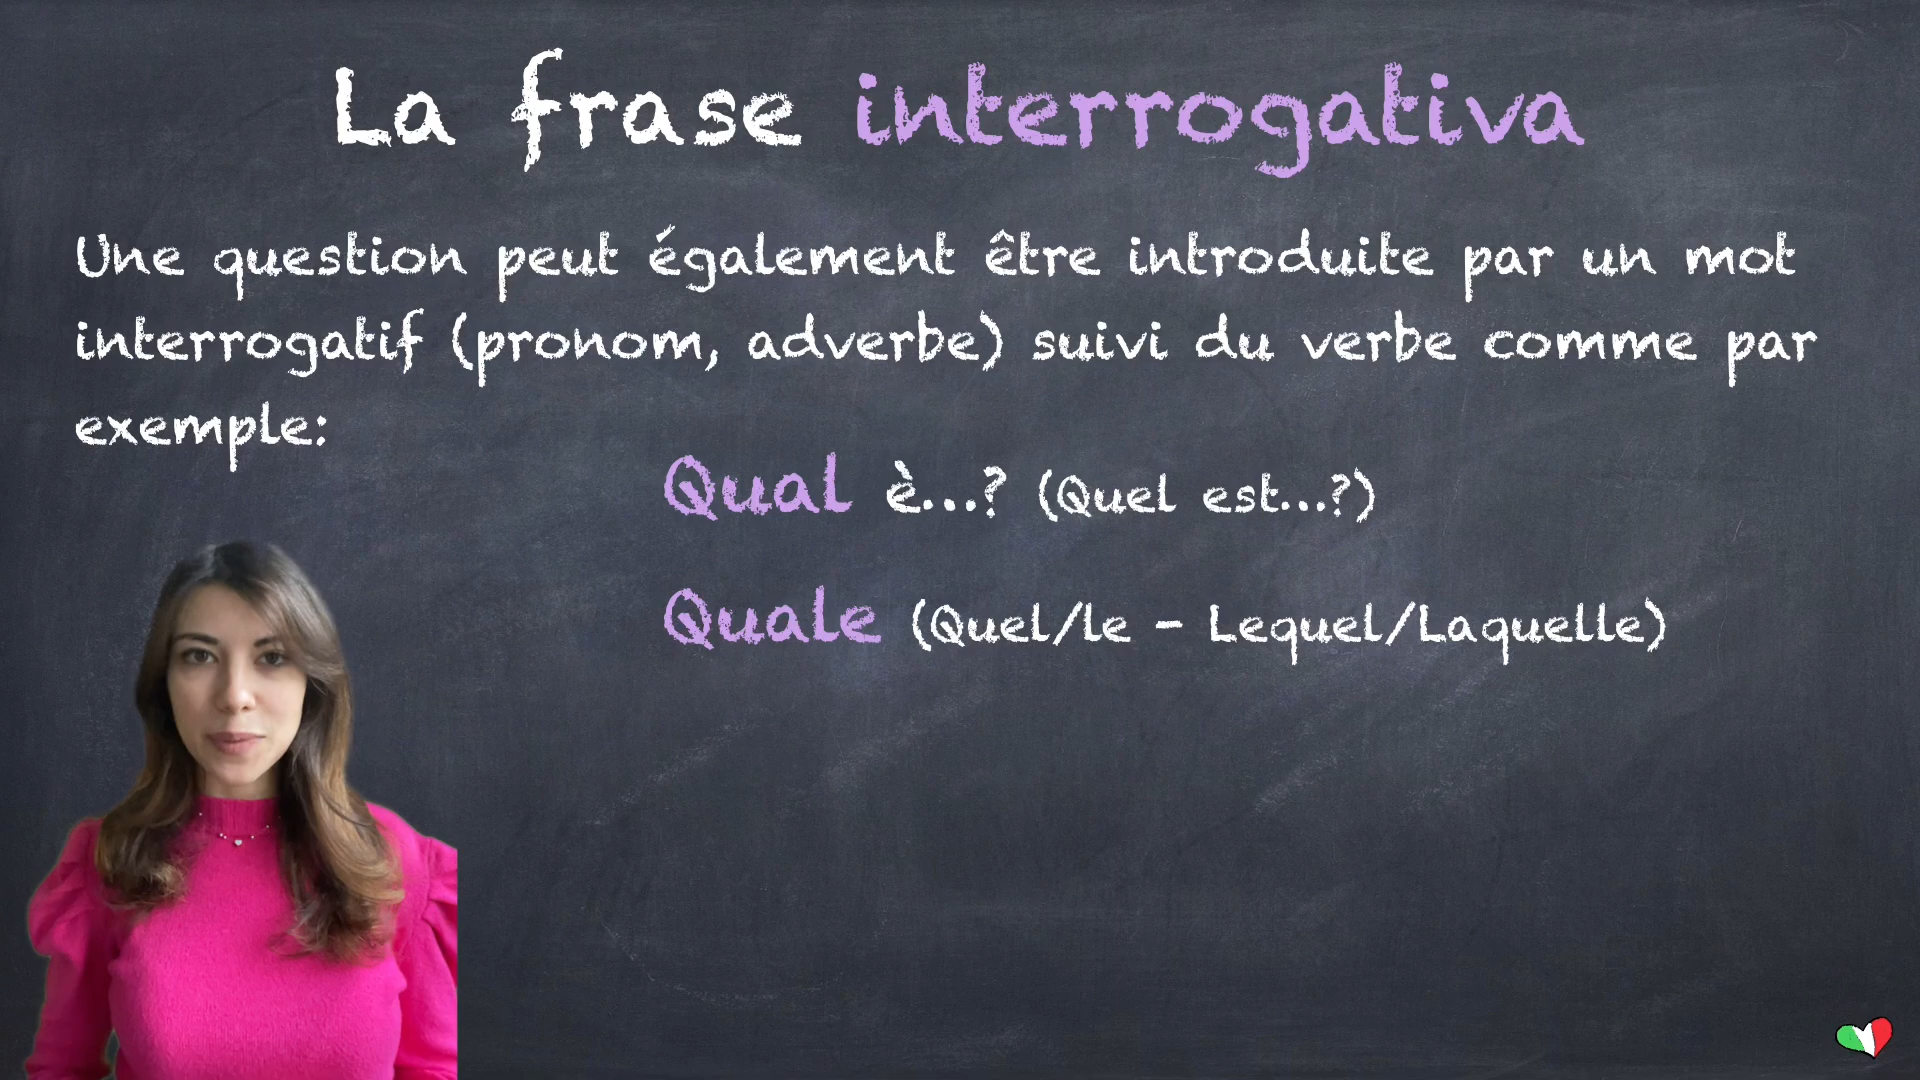 La frase interrogativa
Une question peut également être introduite par un mot
interrogatif (pronom, adverbe) suivi du verbe comme par
exemple:
Qual è...? (Quel est...?)
Quale (Quel/le - Lequel/Laquelle)